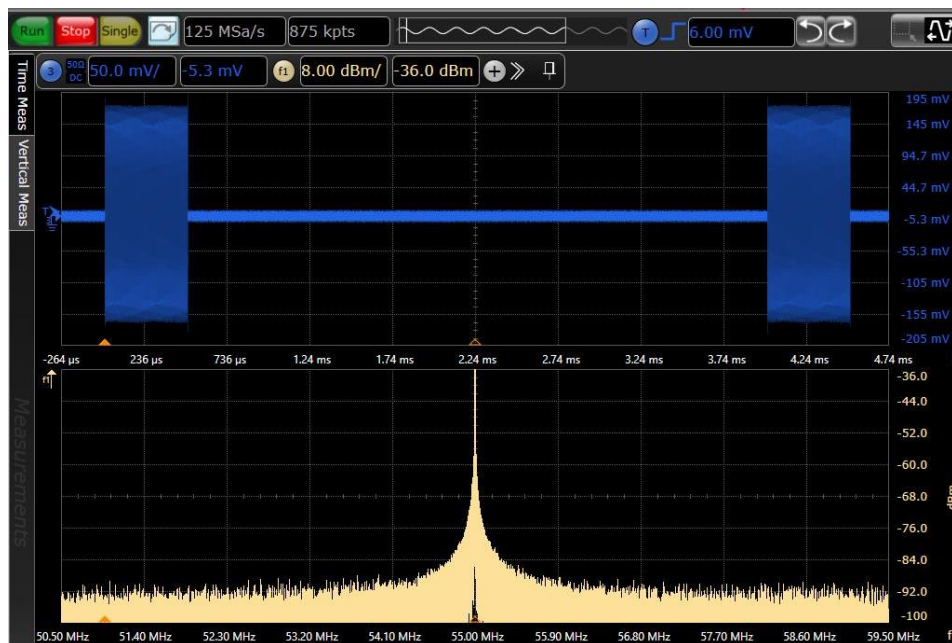 Run Stop Single 125 MSa/s 875 kpts T 6.00 mV
3 50Ω DC 50.0 mV/ -5.3 mV f1 8.00 dBm/ -36.0 dBm
Time Meas
Vertical Meas
Measurements
195 mV
145 mV
94.7 mV
44.7 mV
-5.3 mV
-55.3 mV
-105 mV
-155 mV
-205 mV
T
-264 µs 236 µs 736 µs 1.24 ms 1.74 ms 2.24 ms 2.74 ms 3.24 ms 3.74 ms 4.24 ms 4.74 ms
f1
-36.0
-44.0
-52.0
-60.0
-68.0
dBm
-76.0
-84.0
-92.0
-100
50.50 MHz 51.40 MHz 52.30 MHz 53.20 MHz 54.10 MHz 55.00 MHz 55.90 MHz 56.80 MHz 57.70 MHz 58.60 MHz 59.50 MHz